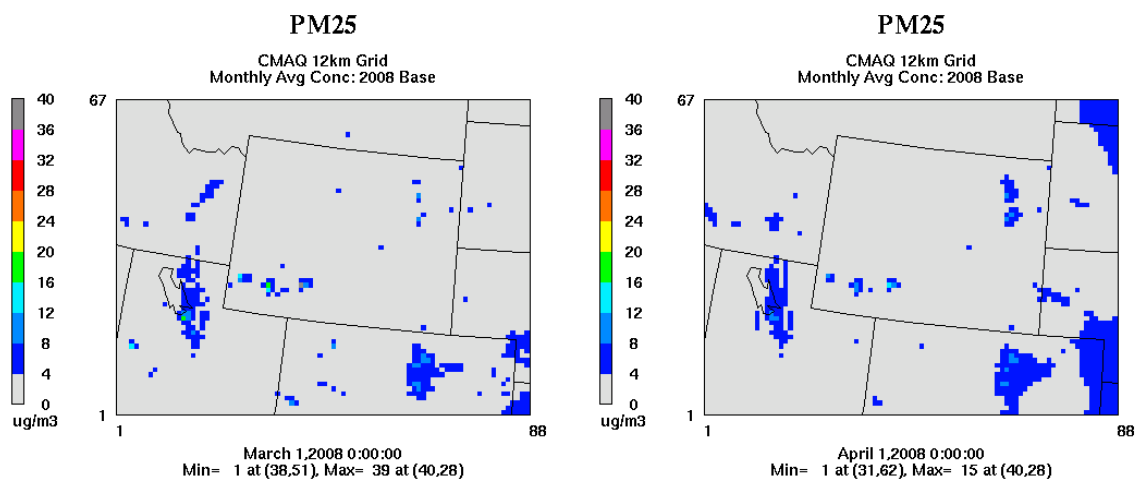 PM25
CMAQ 12km Grid
Monthly Avg Conc: 2008 Base
40
36
32
28
24
20
16
12
8
4
0
ug/m3
67
1
1
88
March 1,2008 0:00:00
Min= 1 at (38,51), Max= 39 at (40,28)
PM25
CMAQ 12km Grid
Monthly Avg Conc: 2008 Base
40
36
32
28
24
20
16
12
8
4
0
ug/m3
67
1
1
88
April 1,2008 0:00:00
Min= 1 at (31,62), Max= 15 at (40,28)